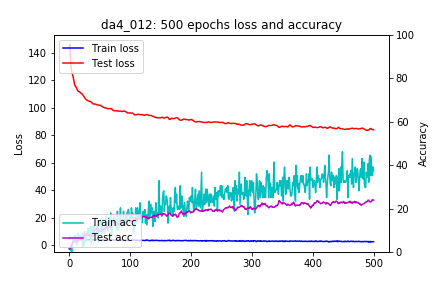 da4_012: 500 epochs loss and accuracy
Train loss
Test loss
Train acc
Test acc
Loss
Accuracy
140
120
100
80
60
40
20
0
100
80
60
40
20
0
0
100
200
300
400
500